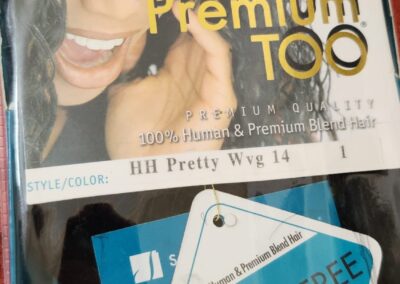 Premium
TOO®
PREMIUM QUALITY
100% Human & Premium Blend Hair
STYLE/COLOR: HH Pretty Wvg 14 1
S
Human & Premium Blend Hair
FREE